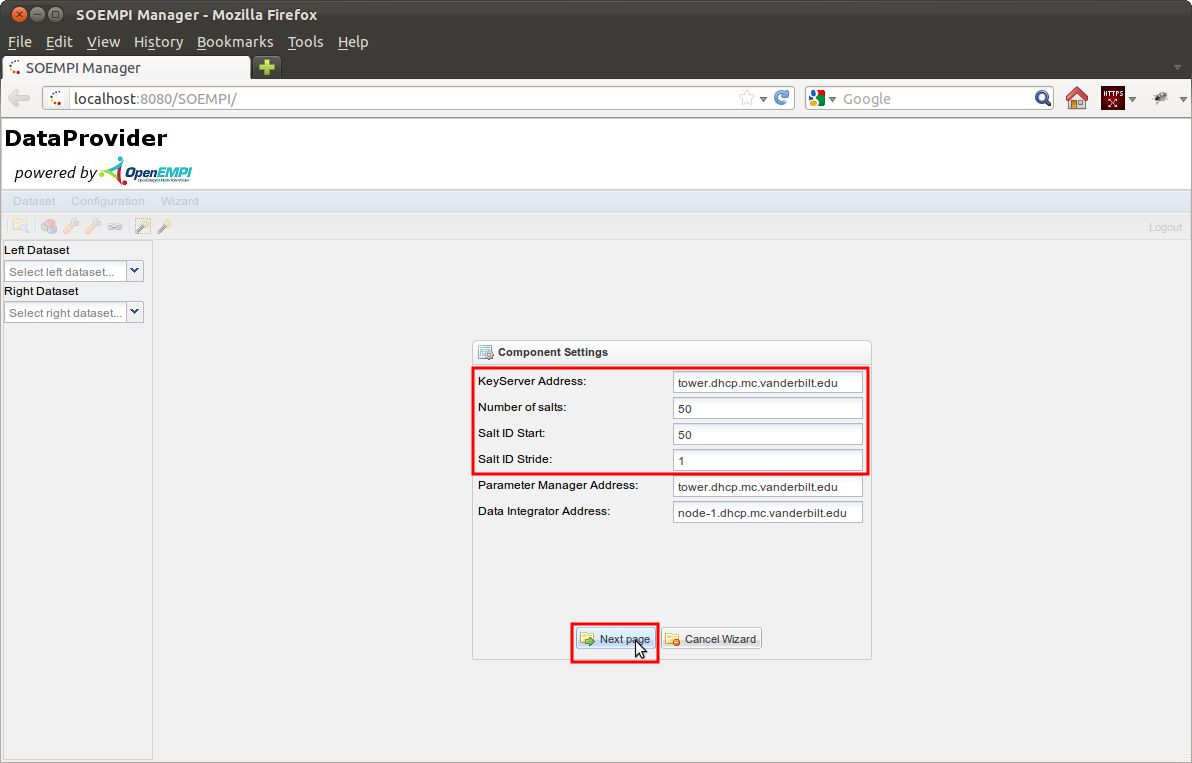 SOEMPI Manager - Mozilla Firefox
File Edit View History Bookmarks Tools Help
SOEMPI Manager
localhost:8080/SOEMPI/
Google
HTTPS
DataProvider
powered by OpenEMPI
Dataset Configuration Wizard
Logout
Left Dataset
Select left dataset...
Right Dataset
Select right dataset...
Component Settings
KeyServer Address: tower.dhcp.mc.vanderbilt.edu
Number of salts: 50
Salt ID Start: 50
Salt ID Stride: 1
Parameter Manager Address: tower.dhcp.mc.vanderbilt.edu
Data Integrator Address: node-1.dhcp.mc.vanderbilt.edu
Next page Cancel Wizard